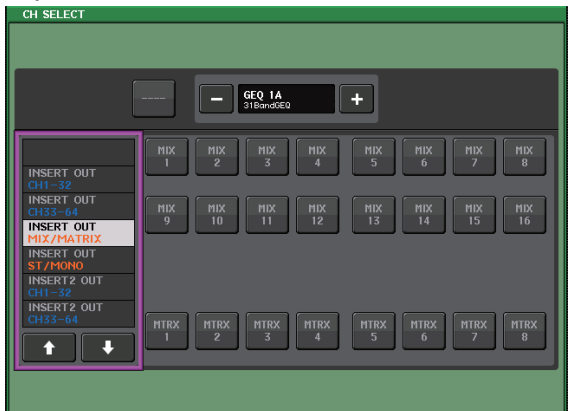 CH SELECT
----
−
GEQ 1A
31BandGEQ
+
INSERT OUT
CH1-32
INSERT OUT
CH33-64
INSERT OUT
MIX/MATRIX
INSERT OUT
ST/MONO
INSERT2 OUT
CH1-32
INSERT2 OUT
CH33-64
MIX 1
MIX 2
MIX 3
MIX 4
MIX 5
MIX 6
MIX 7
MIX 8
MIX 9
MIX 10
MIX 11
MIX 12
MIX 13
MIX 14
MIX 15
MIX 16
MTRX 1
MTRX 2
MTRX 3
MTRX 4
MTRX 5
MTRX 6
MTRX 7
MTRX 8